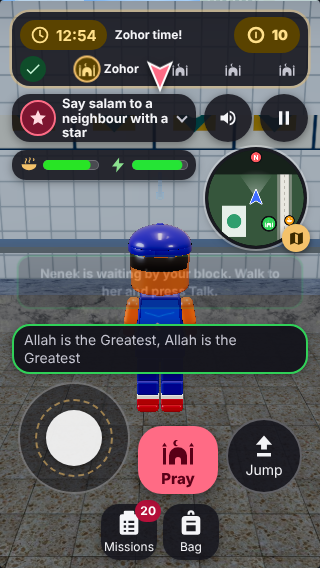 12:54
Zohor time!
10
Zohor
Say salam to a
neighbour with a
star
N
Nenek is waiting by your block. Walk to
her and press Talk.
Allah is the Greatest, Allah is the
Greatest
Pray
Jump
20
Missions
Bag